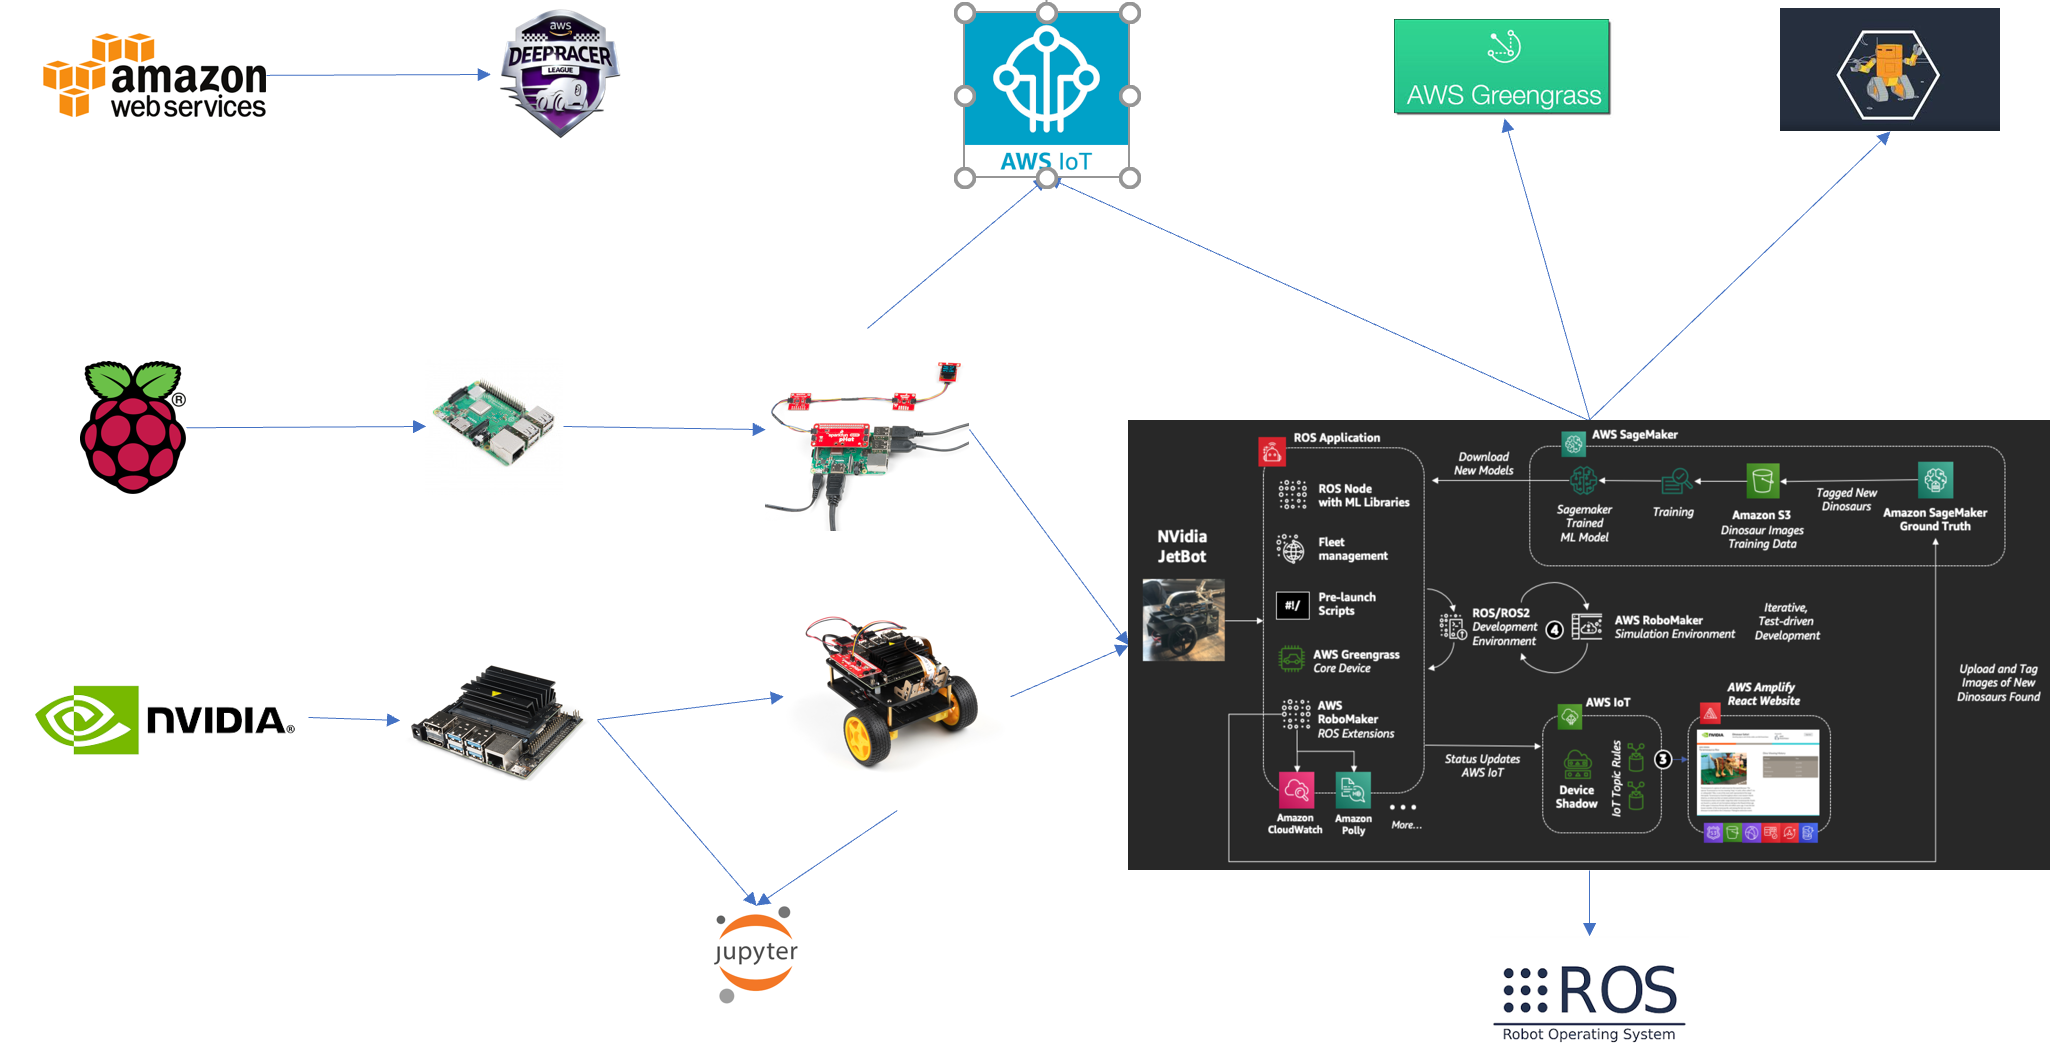 amazon
web services
aws
DEEPRACER
LEAGUE
AWS IoT
AWS Greengrass
®
NVIDIA®
jupyter
ROS Application
ROS Node
with ML Libraries
Fleet
management
#!/
Pre-launch
Scripts
AWS Greengrass
Core Device
AWS
RoboMaker
ROS Extensions
Amazon
CloudWatch
Amazon
Polly
More...
NVidia
JetBot
Download
New Models
AWS SageMaker
Sagemaker
Trained
ML Model
Training
Amazon S3
Dinosaur Images
Training Data
Tagged New
Dinosaurs
Amazon SageMaker
Ground Truth
ROS/ROS2
Development
Environment
4
AWS RoboMaker
Simulation Environment
Iterative,
Test-driven
Development
Upload and Tag
Images of New
Dinosaurs Found
Status Updates
AWS IoT
AWS IoT
Device
Shadow
IoT Topic Rules
3
AWS Amplify
React Website
ROS
Robot Operating System